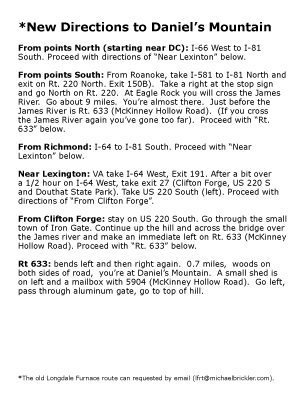 *New Directions to Daniel's Mountain
From points North (starting near DC): I-66 West to I-81
South. Proceed with directions of "Near Lexinton" below.
From points South: From Roanoke, take I-581 to I-81 North and
exit on Rt. 220 North. Exit 150B). Take a right at the stop sign
and go North on Rt. 220. At Eagle Rock you will cross the James
River. Go about 9 miles. You're almost there. Just before the
James River is Rt. 633 (McKinney Hollow Road). (If you cross
the James River again you've gone too far). Proceed with "Rt.
633" below.
From Richmond: I-64 to I-81 South. Proceed with "Near
Lexinton" below.
Near Lexington: VA take I-64 West, Exit 191. After a bit over
a 1/2 hour on I-64 West, take exit 27 (Clifton Forge, US 220 S
and Douthat State Park). Take US 220 South (left). Proceed with
directions of "From Clifton Forge".
From Clifton Forge: stay on US 220 South. Go through the small
town of Iron Gate. Continue up the hill and across the bridge over
the James river and make an immediate left on Rt. 633 (McKinney
Hollow Road). Proceed with "Rt. 633" below.
Rt 633: bends left and then right again. 0.7 miles, woods on
both sides of road, you're at Daniel's Mountain. A small shed is
on left and a mailbox with 5904 (McKinney Hollow Road). Go left,
pass through aluminum gate, go to top of hill.
*The old Longdale Furnace route can requested by email (lfrt@michaelbrickler.com).